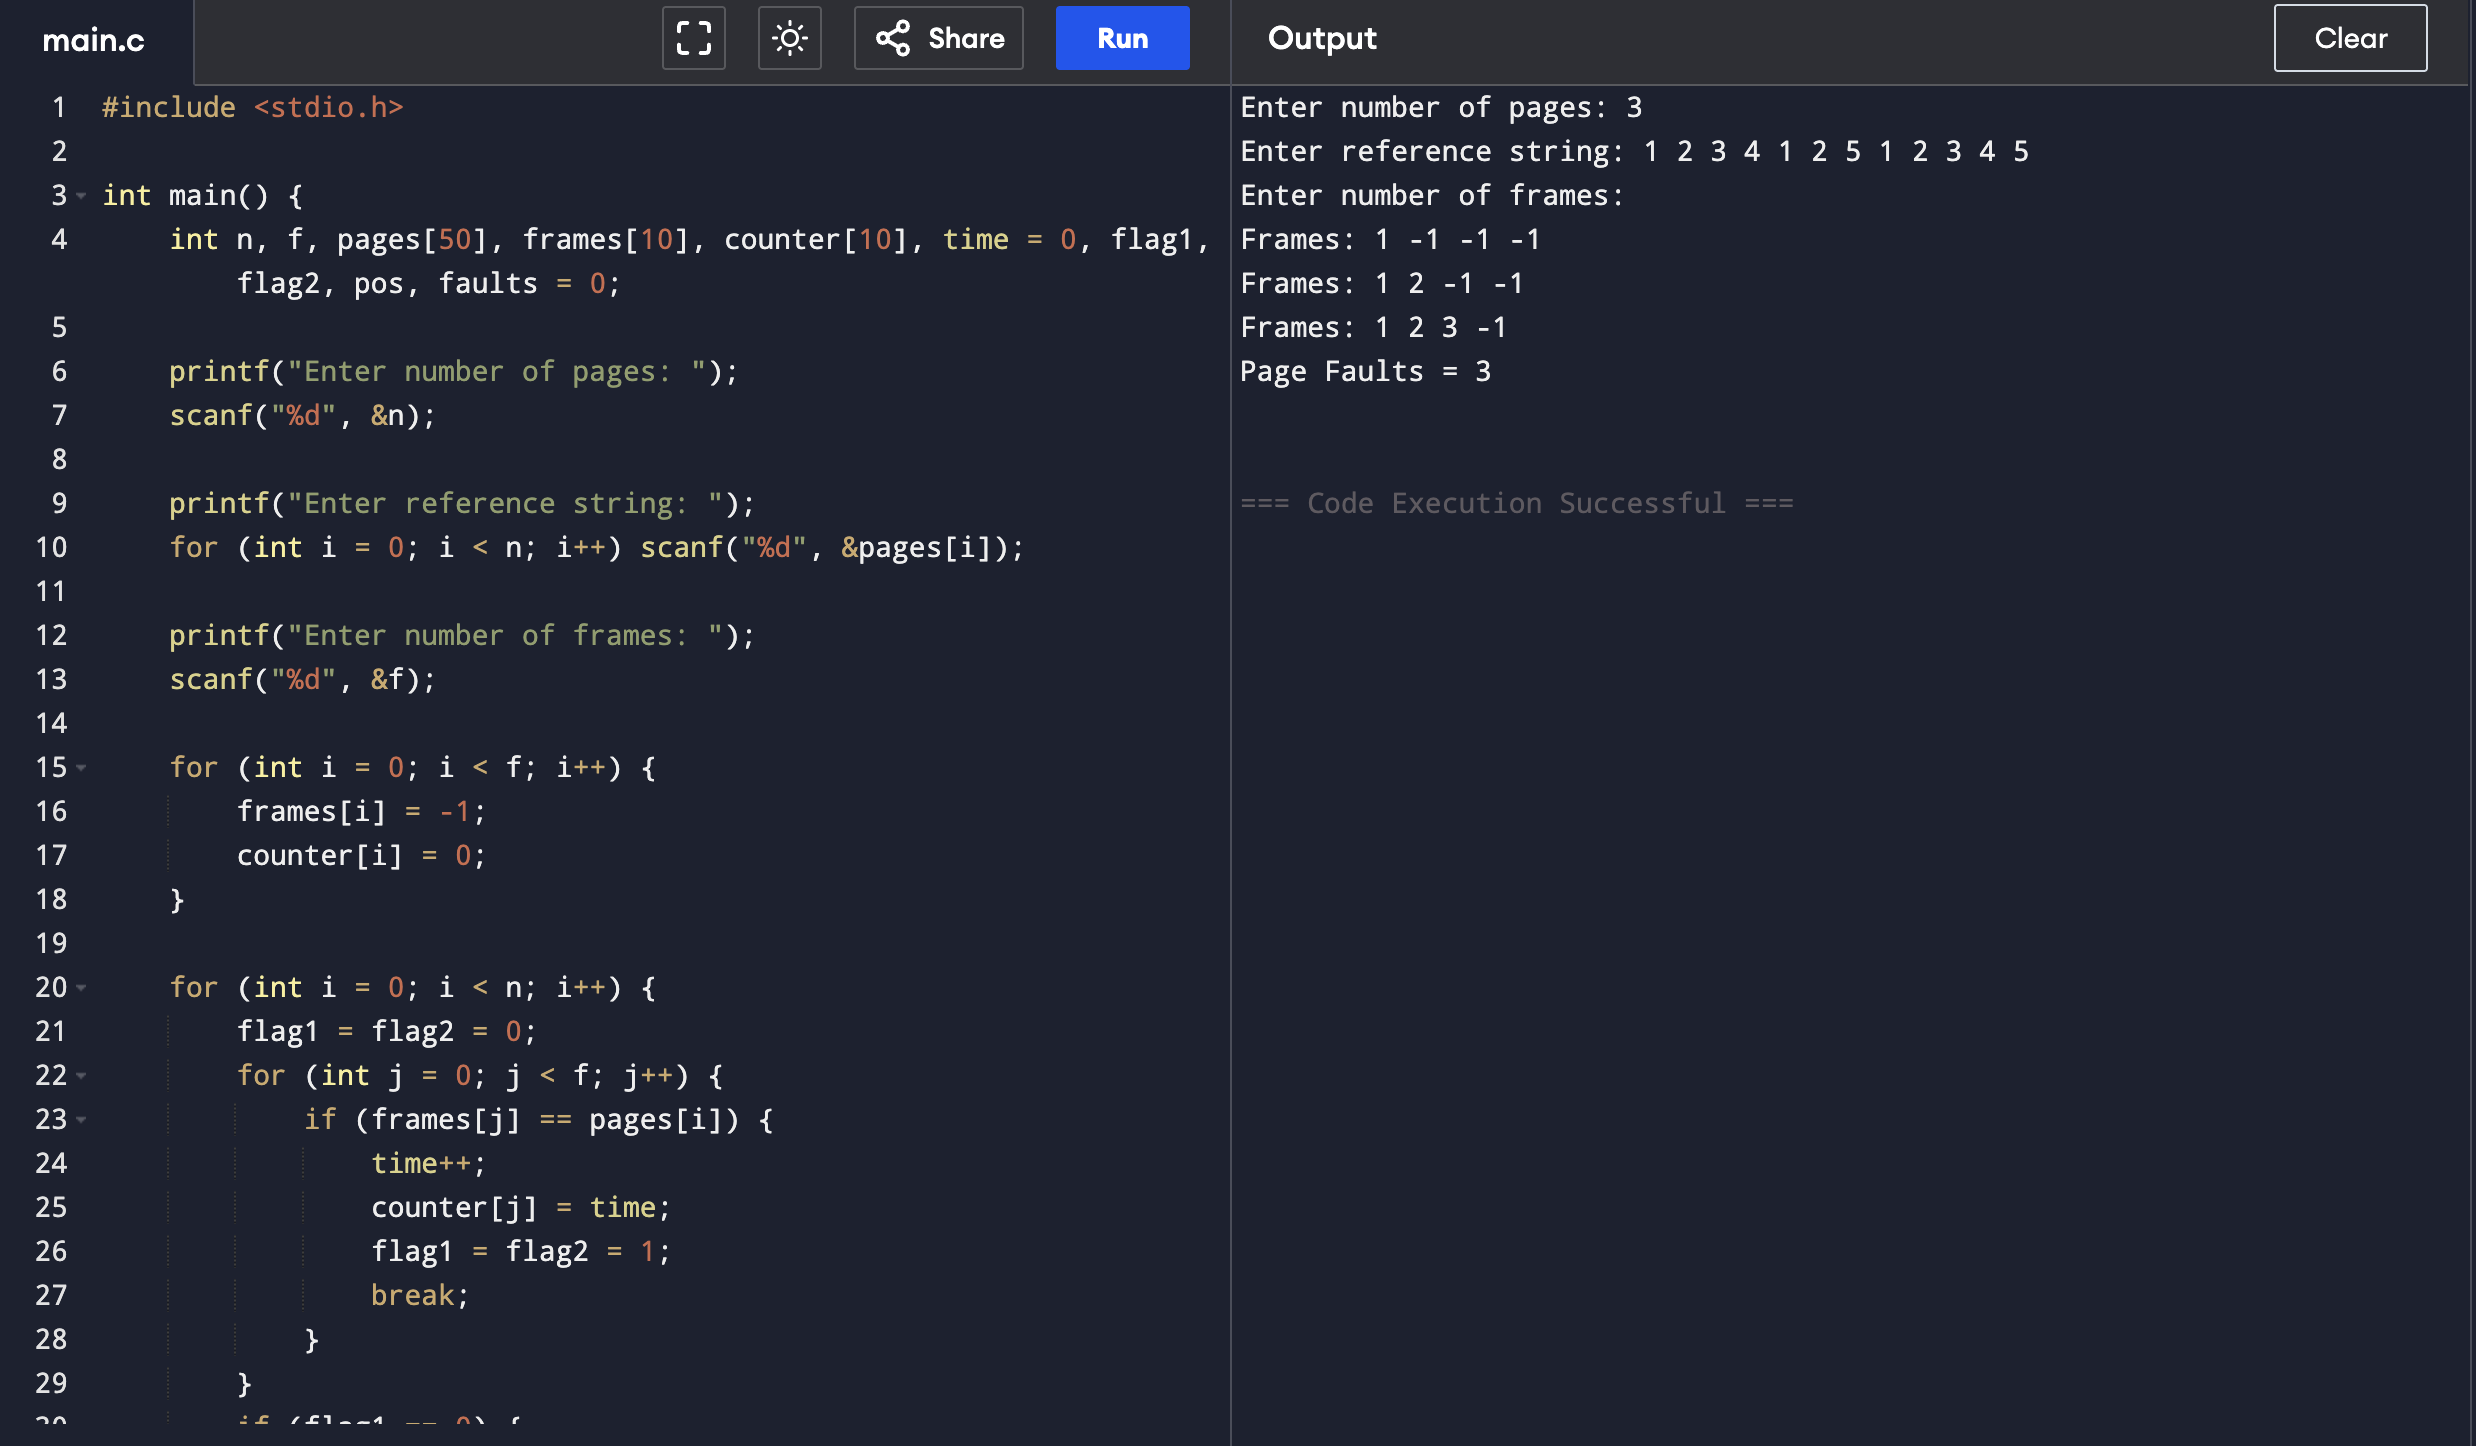 main.c
Share
Run
Output
Clear
1 #include <stdio.h>
2
3 int main() {
4     int n, f, pages[50], frames[10], counter[10], time = 0, flag1,
        flag2, pos, faults = 0;
5
6     printf("Enter number of pages: ");
7     scanf("%d", &n);
8
9     printf("Enter reference string: ");
10     for (int i = 0; i < n; i++) scanf("%d", &pages[i]);
11
12     printf("Enter number of frames: ");
13     scanf("%d", &f);
14
15     for (int i = 0; i < f; i++) {
16         frames[i] = -1;
17         counter[i] = 0;
18     }
19
20     for (int i = 0; i < n; i++) {
21         flag1 = flag2 = 0;
22         for (int j = 0; j < f; j++) {
23             if (frames[j] == pages[i]) {
24                 time++;
25                 counter[j] = time;
26                 flag1 = flag2 = 1;
27                 break;
28             }
29         }
30         if (flag1 == 0) {
Enter number of pages: 3
Enter reference string: 1 2 3 4 1 2 5 1 2 3 4 5
Enter number of frames:
Frames: 1 -1 -1 -1
Frames: 1 2 -1 -1
Frames: 1 2 3 -1
Page Faults = 3
=== Code Execution Successful ===